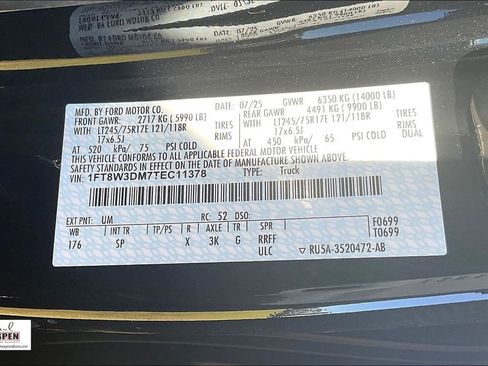 MFD. BY FORD MOTOR CO. 07/25 GVWR 6350 KG (14000 LB)
FRONT GAWR: 2717 KG (5990 LB) REAR GAWR 4491 KG (9900 LB)
WITH LT245/75R17E 121/118R TIRES WITH LT245/75R17E 121/118R TIRES
17x6.5J RIMS 17x6.5J RIMS
AT 520 kPa/ 75 PSI COLD AT 450 kPa/ 65 PSI COLD DUAL
THIS VEHICLE CONFORMS TO ALL APPLICABLE FEDERAL MOTOR VEHICLE
SAFETY STANDARDS IN EFFECT ON THE DATE OF MANUFACTURE SHOWN ABOVE.
VIN: 1FT8W3DM7TEC11378 TYPE: Truck
EXT PNT: UM RC: 52 DSO: F0699
WB INT TR TP/PS R AXLE TR SPR T0699
176 SP X 3K G RRFF
ULC ▽ RU5A-3520472-AB